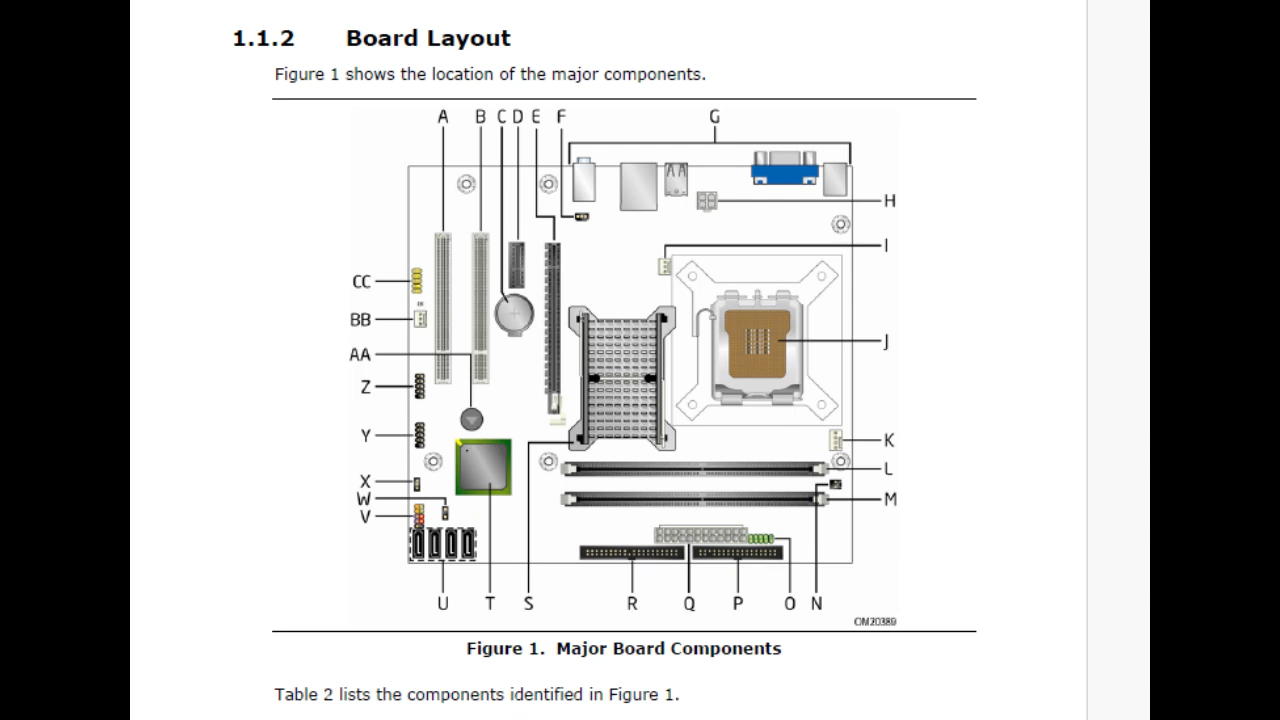 1.1.2 Board Layout
Figure 1 shows the location of the major components.
A B C D E F G
H
I
CC
BB
AA
J
Z
Y
K
L
X
W
M
V
U T S R Q P O N
OM20389
Figure 1. Major Board Components
Table 2 lists the components identified in Figure 1.